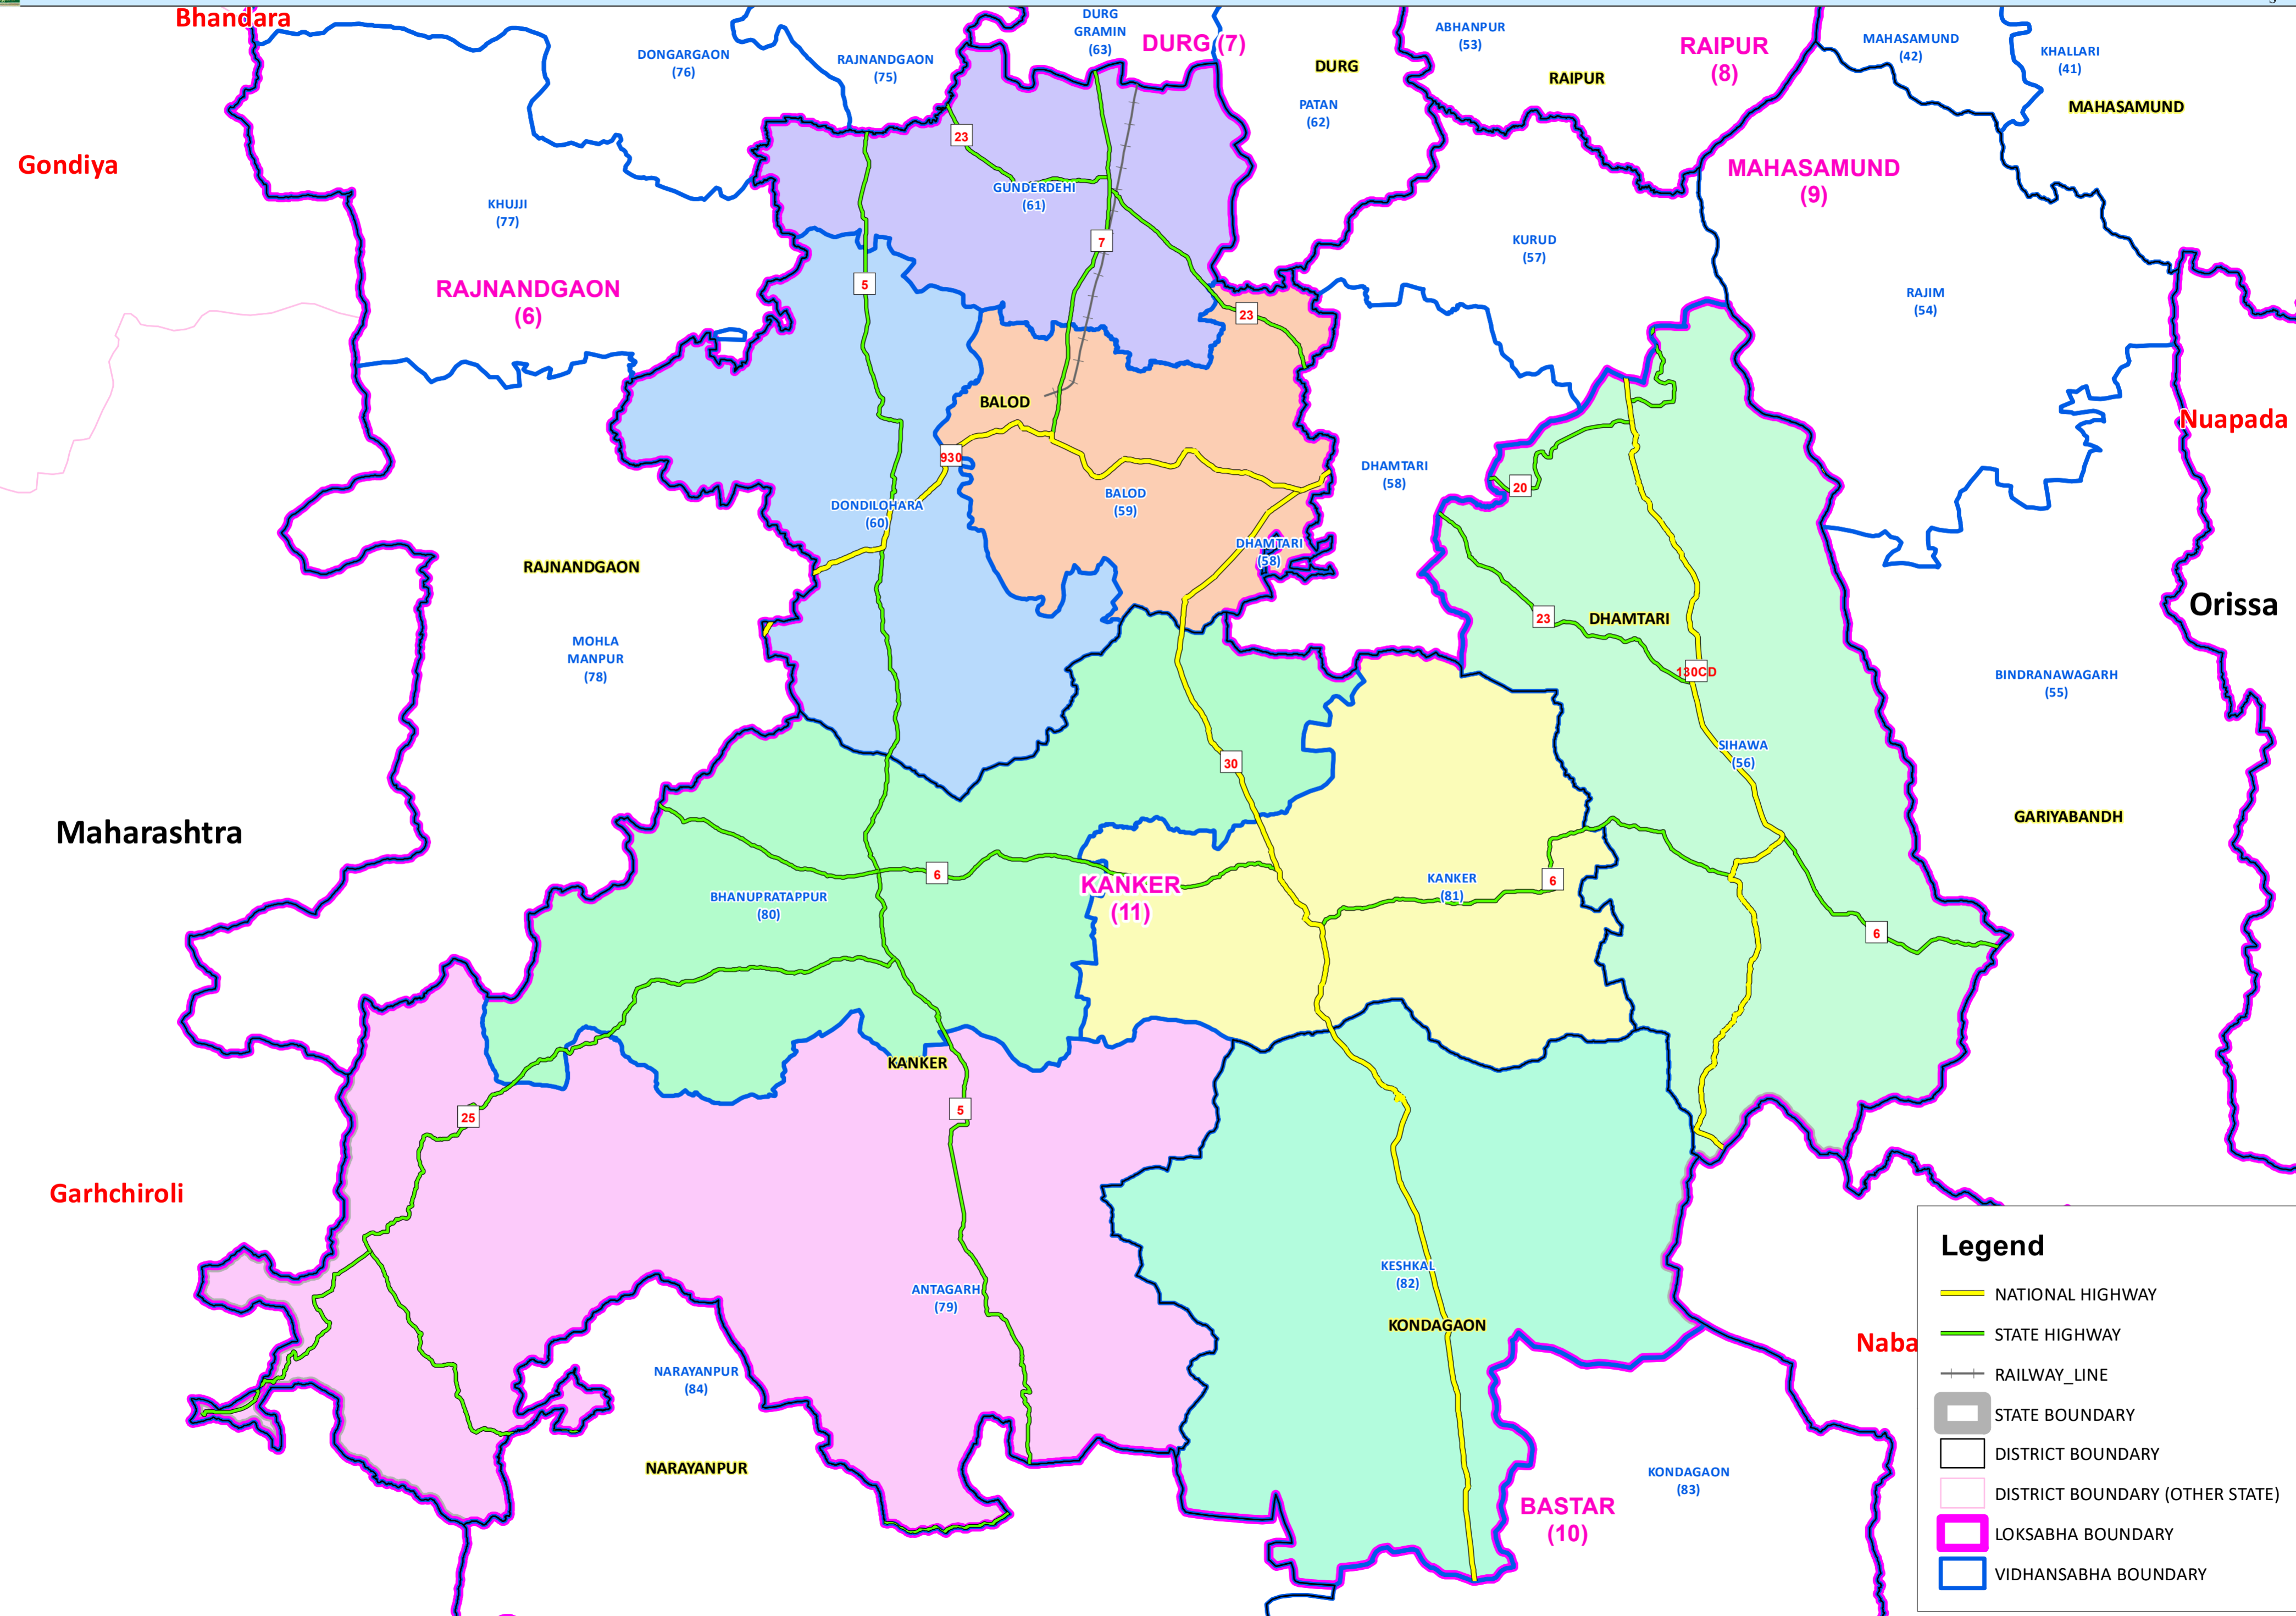 Bhandara
DURG
GRAMIN
(63)
DURG (7)
ABHANPUR
(53)
RAIPUR
(8)
MAHASAMUND
(42)
KHALLARI
(41)
DONGARGAON
(76)
RAJNANDGAON
(75)
DURG
RAIPUR
MAHASAMUND
PATAN
(62)
23
Gondiya
MAHASAMUND
(9)
KHUJJI
(77)
GUNDERDEHI
(61)
7
KURUD
(57)
RAJNANDGAON
(6)
5
RAJIM
(54)
23
BALOD
Nuapada
930
DHAMTARI
(58)
20
DONDILOHARA
(60)
BALOD
(59)
DHAMTARI
(58)
RAJNANDGAON
Orissa
23
DHAMTARI
MOHLA
MANPUR
(78)
130CD
BINDRANAWAGARH
(55)
SIHAWA
(56)
30
Maharashtra
GARIYABANDH
6
KANKER
(11)
KANKER
(81)
6
BHANUPRATAPPUR
(80)
6
KANKER
25
5
Garhchiroli
ANTAGARH
(79)
KESHKAL
(82)
KONDAGAON
NARAYANPUR
(84)
NARAYANPUR
BASTAR
(10)
KONDAGAON
(83)
Naba
Legend
NATIONAL HIGHWAY
STATE HIGHWAY
RAILWAY_LINE
STATE BOUNDARY
DISTRICT BOUNDARY
DISTRICT BOUNDARY (OTHER STATE)
LOKSABHA BOUNDARY
VIDHANSABHA BOUNDARY